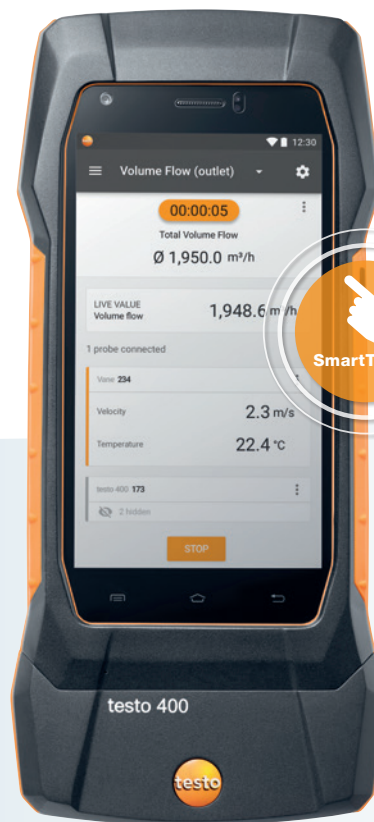 12:30
Volume Flow (outlet)
00:00:05
Total Volume Flow
Ø 1,950.0 m³/h
LIVE VALUE
Volume flow 1,948.6 m³/h
1 probe connected
Vane 234
Velocity 2.3 m/s
Temperature 22.4 °C
testo 400 173
2 hidden
STOP
testo 400
testo